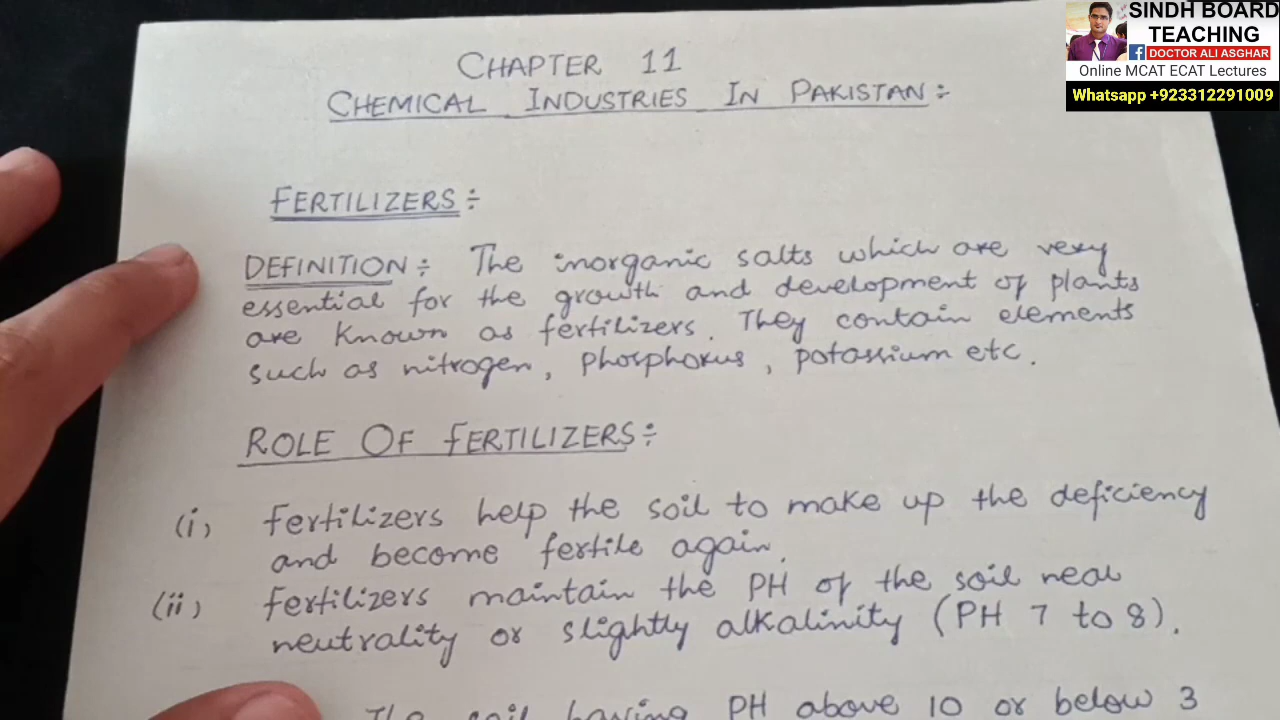 SINDH BOARD
TEACHING
f DOCTOR ALI ASGHAR
Online MCAT ECAT Lectures
Whatsapp +923312291009
CHAPTER 11
CHEMICAL INDUSTRIES IN PAKISTAN:-
FERTILIZERS:-
DEFINITION:- The inorganic salts which are very
essential for the growth and development of plants
are known as fertilizers. They contain elements
such as nitrogen, phosphorus, potassium etc.
ROLE OF FERTILIZERS:-
(i) Fertilizers help the soil to make up the deficiency
and become fertile again.
(ii) Fertilizers maintain the PH of the soil near
neutrality or slightly alkalinity (PH 7 to 8).
The soil having PH above 10 or below 3